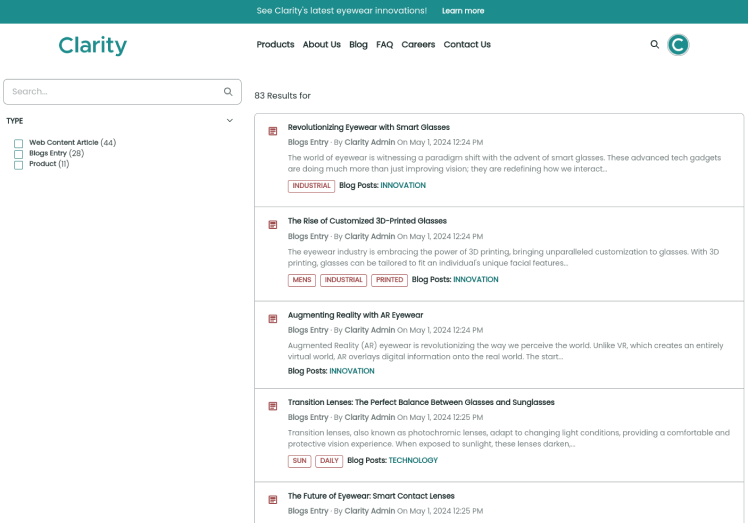 See Clarity's latest eyewear innovations! Learn more
Clarity
Products About Us Blog FAQ Careers Contact Us
C
Search...
83 Results for
TYPE
Web Content Article (44)
Blogs Entry (28)
Product (11)
Revolutionizing Eyewear with Smart Glasses
Blogs Entry · By Clarity Admin On May 1, 2024 12:24 PM
The world of eyewear is witnessing a paradigm shift with the advent of smart glasses. These advanced tech gadgets
are doing much more than just improving vision; they are redefining how we interact...
INDUSTRIAL Blog Posts: INNOVATION
The Rise of Customized 3D-Printed Glasses
Blogs Entry · By Clarity Admin On May 1, 2024 12:24 PM
The eyewear industry is embracing the power of 3D printing, bringing unparalleled customization to glasses. With 3D
printing, glasses can be tailored to fit an individual's unique facial features...
MENS INDUSTRIAL PRINTED Blog Posts: INNOVATION
Augmenting Reality with AR Eyewear
Blogs Entry · By Clarity Admin On May 1, 2024 12:24 PM
Augmented Reality (AR) eyewear is revolutionizing the way we perceive the world. Unlike VR, which creates an entirely
virtual world, AR overlays digital information onto the real world. The start...
Blog Posts: INNOVATION
Transition Lenses: The Perfect Balance Between Glasses and Sunglasses
Blogs Entry · By Clarity Admin On May 1, 2024 12:25 PM
Transition lenses, also known as photochromic lenses, adapt to changing light conditions, providing a comfortable and
protective vision experience. When exposed to sunlight, these lenses darken,...
SUN DAILY Blog Posts: TECHNOLOGY
The Future of Eyewear: Smart Contact Lenses
Blogs Entry · By Clarity Admin On May 1, 2024 12:25 PM